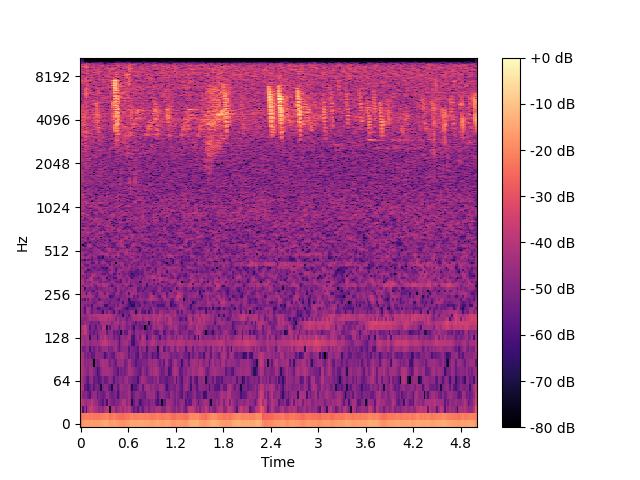 8192
4096
2048
1024
512
256
128
64
0
Hz
0 0.6 1.2 1.8 2.4 3 3.6 4.2 4.8
Time
+0 dB
-10 dB
-20 dB
-30 dB
-40 dB
-50 dB
-60 dB
-70 dB
-80 dB